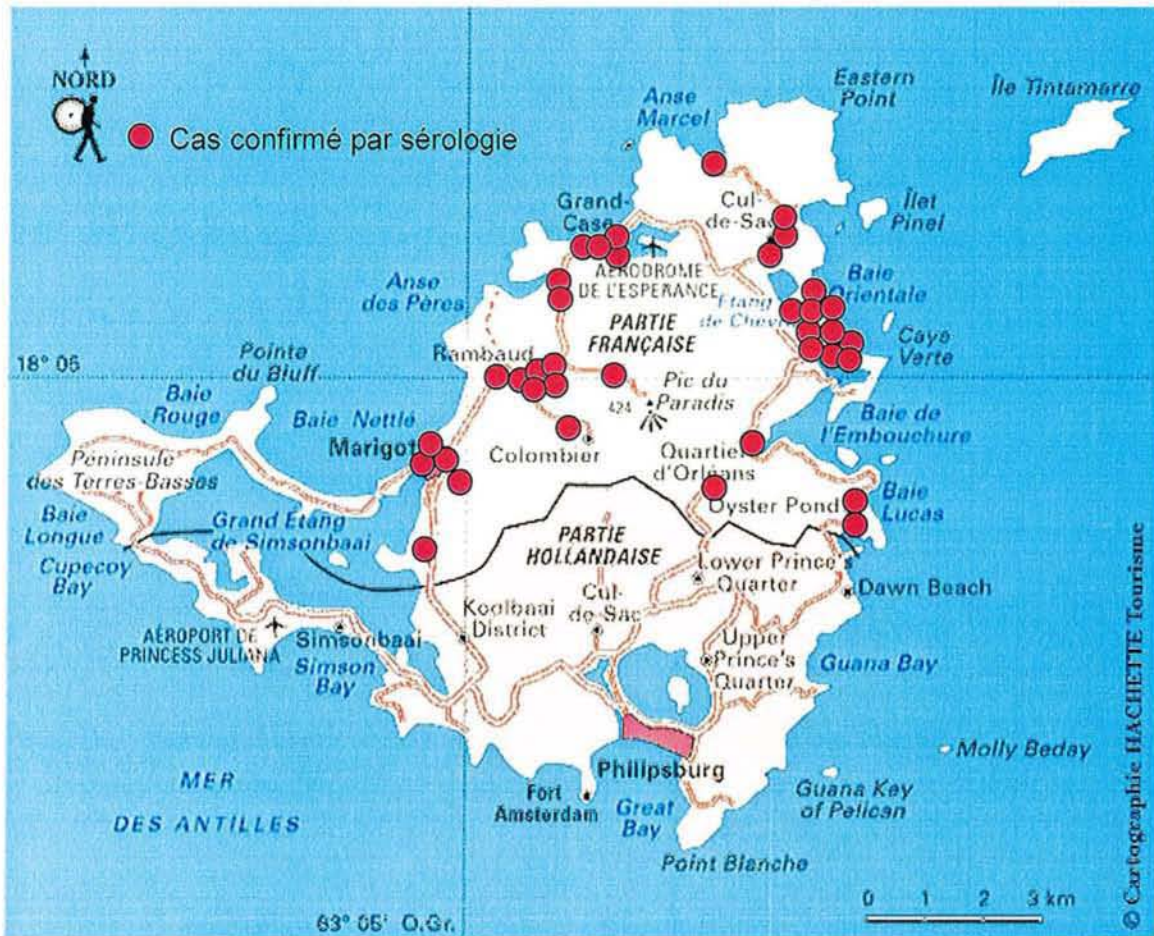 NORD
Cas confirmé par sérologie
Eastern
Point
Île Tintamarre
Anse
Marcel
Grand-
Case
Cul-
de-Sac
Îlet
Pinel
AÉRODROME
DE L'ESPERANCE
Baie
Orientale
Anse
des Pères
Etang
de Chevr
PARTIE
FRANÇAISE
Caye
Verte
18° 05
Pointe
du Bluff
Rambaud
Pic du
Paradis
424
Baie
Rouge
Baie Nettlé
Marigot
Colombier
Baie de
l'Embouchure
Quartier
d'Orléans
Péninsule
des Terres-Basses
Oyster Pond
Baie
Lucas
Baie
Longue
Grand Etang
de Simsonbaai
PARTIE
HOLLANDAISE
Cupecoy
Bay
Lower Prince's
Quarter
Dawn Beach
Koolbaai
District
Cul-
de-Sac
AÉROPORT DE
PRINCESS JULIANA
Simsonbaai
Simson
Bay
Upper
Prince's
Quarter
Guana Bay
Molly Beday
Philipsburg
MER
DES ANTILLES
Fort
Amsterdam
Great
Bay
Guana Key
of Pelican
Point Blanche
0 2 3 km
63° 05' O.Gr.
© Cartographie HACHETTE Tourisme